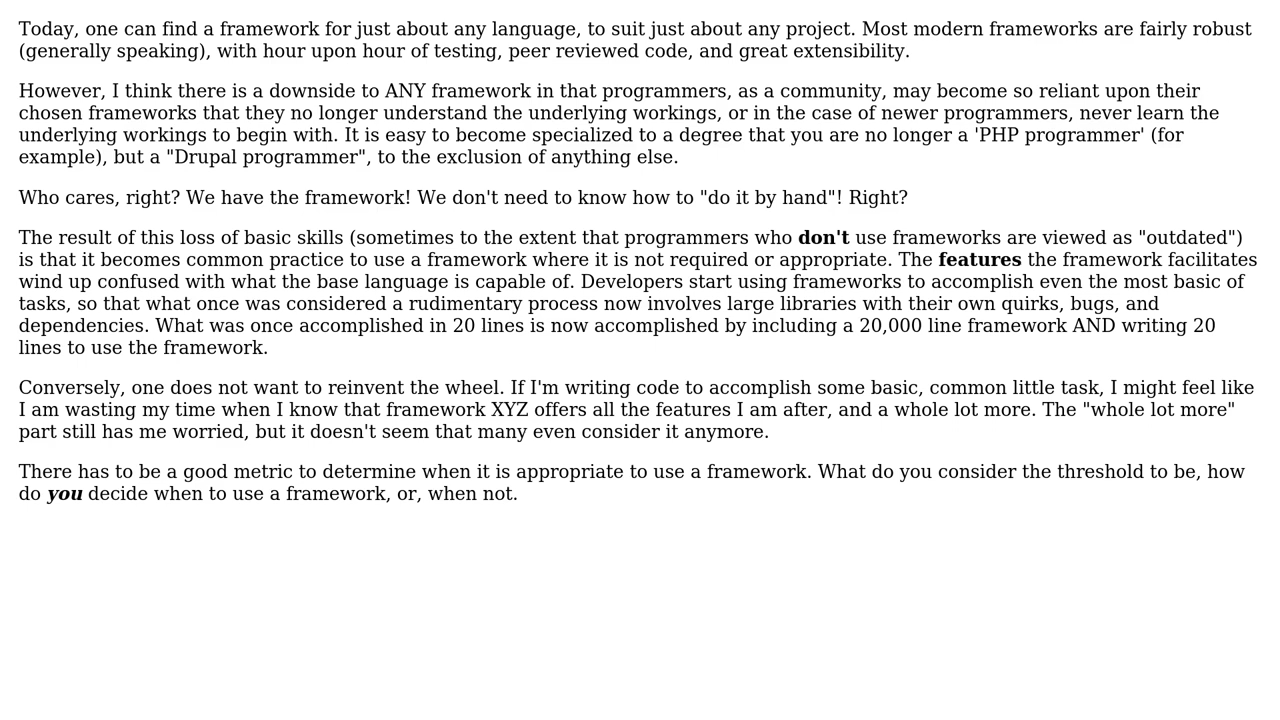 Today, one can find a framework for just about any language, to suit just about any project. Most modern frameworks are fairly robust
(generally speaking), with hour upon hour of testing, peer reviewed code, and great extensibility.
However, I think there is a downside to ANY framework in that programmers, as a community, may become so reliant upon their
chosen frameworks that they no longer understand the underlying workings, or in the case of newer programmers, never learn the
underlying workings to begin with. It is easy to become specialized to a degree that you are no longer a 'PHP programmer' (for
example), but a "Drupal programmer", to the exclusion of anything else.
Who cares, right? We have the framework! We don't need to know how to "do it by hand"! Right?
The result of this loss of basic skills (sometimes to the extent that programmers who don't use frameworks are viewed as "outdated")
is that it becomes common practice to use a framework where it is not required or appropriate. The features the framework facilitates
wind up confused with what the base language is capable of. Developers start using frameworks to accomplish even the most basic of
tasks, so that what once was considered a rudimentary process now involves large libraries with their own quirks, bugs, and
dependencies. What was once accomplished in 20 lines is now accomplished by including a 20,000 line framework AND writing 20
lines to use the framework.
Conversely, one does not want to reinvent the wheel. If I'm writing code to accomplish some basic, common little task, I might feel like
I am wasting my time when I know that framework XYZ offers all the features I am after, and a whole lot more. The "whole lot more"
part still has me worried, but it doesn't seem that many even consider it anymore.
There has to be a good metric to determine when it is appropriate to use a framework. What do you consider the threshold to be, how
do you decide when to use a framework, or, when not.